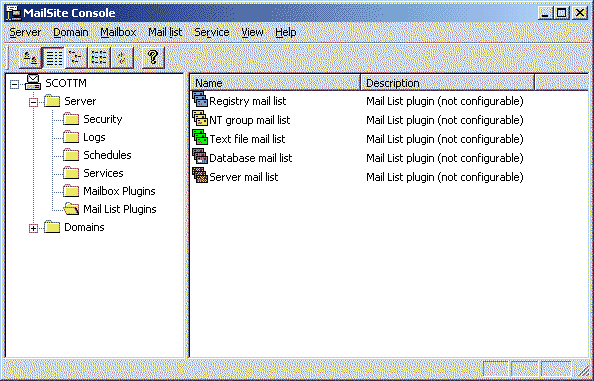 MailSite Console
Server Domain Mailbox Mail list Service View Help
SCOTTM
Server
Security
Logs
Schedules
Services
Mailbox Plugins
Mail List Plugins
Domains
Name Description
Registry mail list Mail List plugin (not configurable)
NT group mail list Mail List plugin (not configurable)
Text file mail list Mail List plugin (not configurable)
Database mail list Mail List plugin (not configurable)
Server mail list Mail List plugin (not configurable)